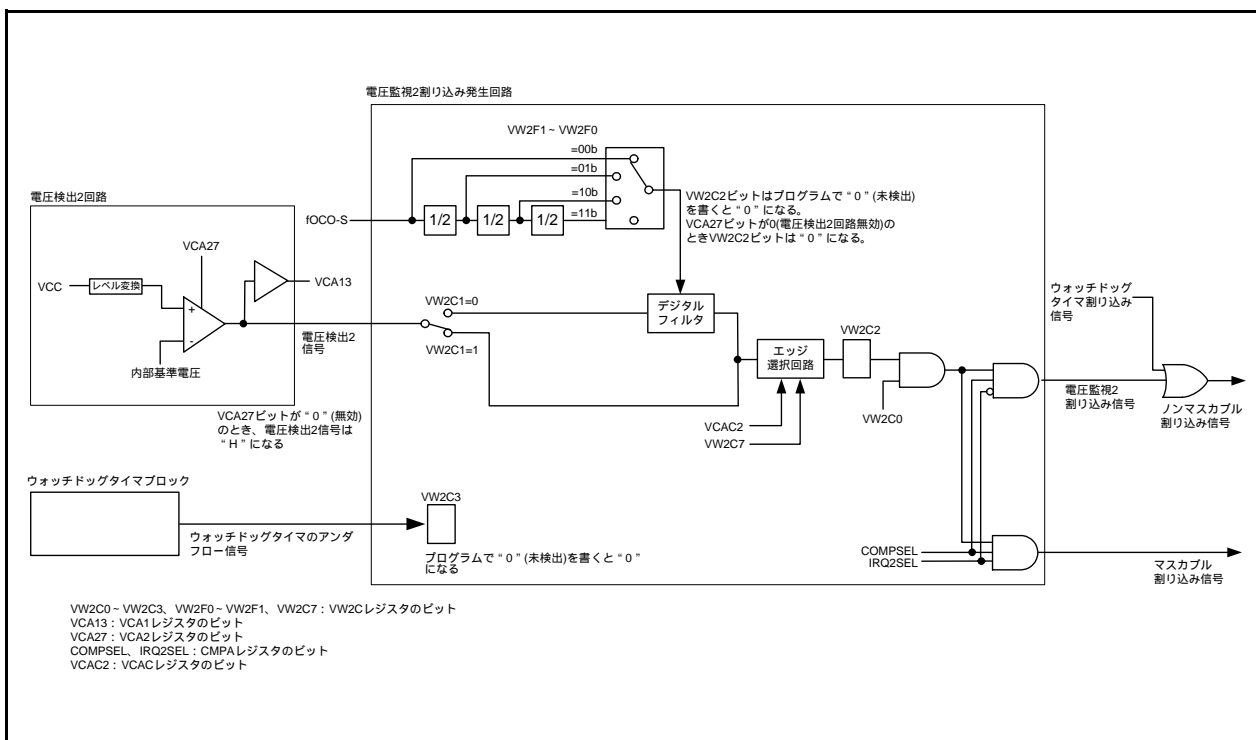 電圧監視2割り込み発生回路
VW2F1～VW2F0
=00b
=01b
=10b
=11b
fOCO-S
1/2
1/2
1/2
VW2C2ビットはプログラムで“0”(未検出)
を書くと“0”になる。
VCA27ビットが0(電圧検出2回路無効)の
ときVW2C2ビットは“0”になる。
電圧検出2回路
VCA27
VCC
レベル変換
+
-
内部基準電圧
VCA13
電圧検出2
信号
VCA27ビットが“0”(無効)
のとき、電圧検出2信号は
“H”になる
VW2C1=0
VW2C1=1
デジタル
フィルタ
エッジ
選択回路
VCAC2
VW2C7
VW2C2
VW2C0
ウォッチドッグ
タイマ割り込み
信号
電圧監視2
割り込み信号
ノンマスカブル
割り込み信号
ウォッチドッグタイマブロック
ウォッチドッグタイマのアンダ
フロー信号
VW2C3
プログラムで“0”(未検出)を書くと“0”
になる
COMPSEL
IRQ2SEL
マスカブル
割り込み信号
VW2C0～VW2C3、VW2F0～VW2F1、VW2C7：VW2Cレジスタのビット
VCA13：VCA1レジスタのビット
VCA27：VCA2レジスタのビット
COMPSEL、IRQ2SEL：CMPAレジスタのビット
VCAC2：VCACレジスタのビット